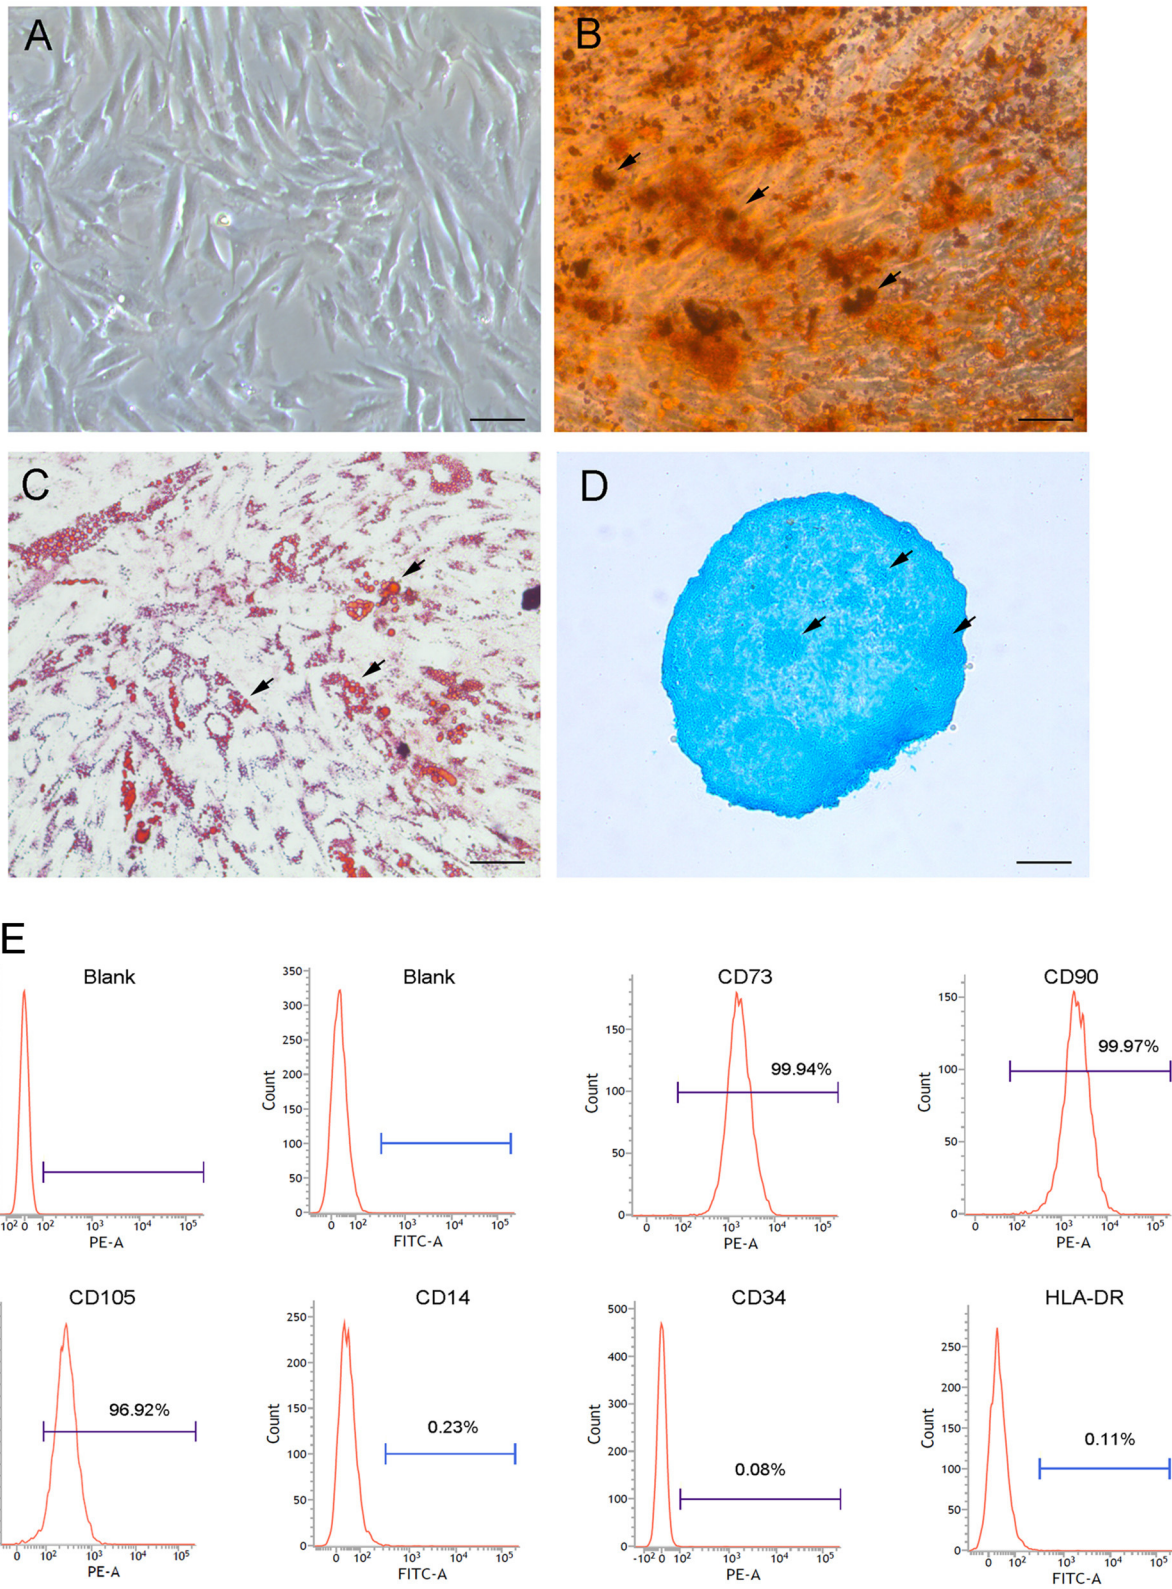 A
B
C
D
E
Blank
10² 0 10² 10³ 10⁴ 10⁵
PE-A
Blank
350
300
250
200
150
100
50
0
Count
0 10² 10³ 10⁴ 10⁵
FITC-A
CD73
99.94%
150
100
50
0
Count
0 10² 10³ 10⁴ 10⁵
PE-A
CD90
99.97%
150
100
50
0
Count
0 10² 10³ 10⁴ 10⁵
PE-A
CD105
96.92%
0 10² 10³ 10⁴ 10⁵
PE-A
CD14
0.23%
250
200
150
100
50
0
Count
0 10² 10³ 10⁴ 10⁵
FITC-A
CD34
0.08%
500
400
300
200
100
0
Count
-10² 0 10² 10³ 10⁴ 10⁵
PE-A
HLA-DR
0.11%
250
200
150
100
50
0
Count
0 10² 10³ 10⁴ 10⁵
FITC-A